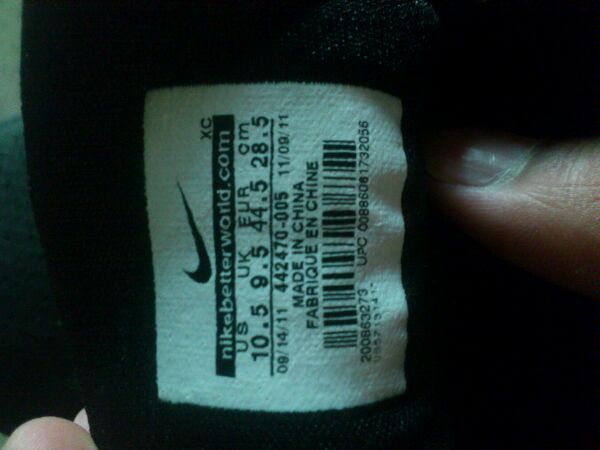 XC
nikebetterworld.com
US UK EUR cm
10.5 9.5 44.5 28.5
09/14/11 442470-005 11/09/11
MADE IN CHINA
FABRIQUE EN CHINE
UPC 00886061732056
200863273